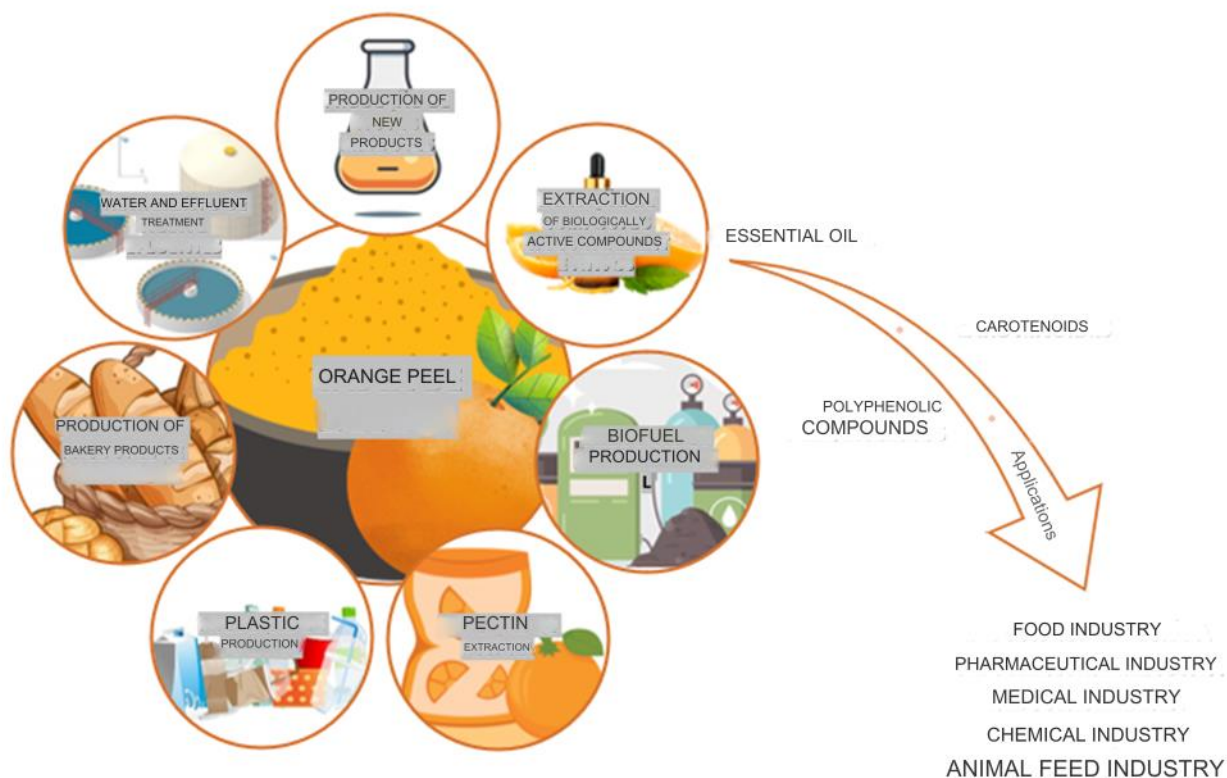 PRODUCTION OF
NEW
PRODUCTS
WATER AND EFFLUENT
TREATMENT
EXTRACTION
OF BIOLOGICALLY
ACTIVE COMPOUNDS
ESSENTIAL OIL
CAROTENOIDS
POLYPHENOLIC
COMPOUNDS
Applications
ORANGE PEEL
PRODUCTION OF
BAKERY PRODUCTS
BIOFUEL
PRODUCTION
PLASTIC
PRODUCTION
PECTIN
EXTRACTION
FOOD INDUSTRY
PHARMACEUTICAL INDUSTRY
MEDICAL INDUSTRY
CHEMICAL INDUSTRY
ANIMAL FEED INDUSTRY